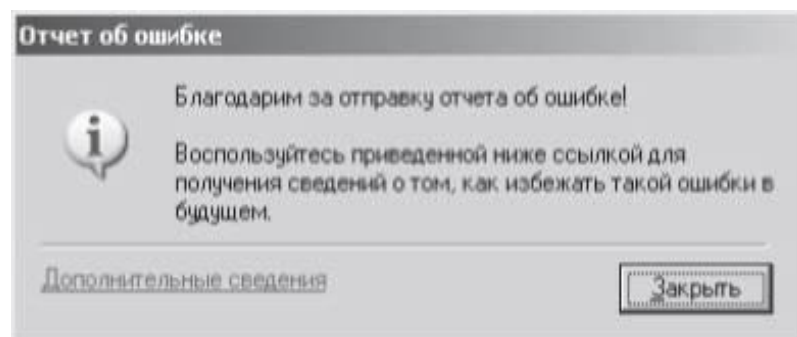 Отчет об ошибке
Благодарим за отправку отчета об ошибке!
Воспользуйтесь приведенной ниже ссылкой для
получения сведений о том, как избежать такой ошибки в
будущем.
Дополнительные сведения
Закрыть